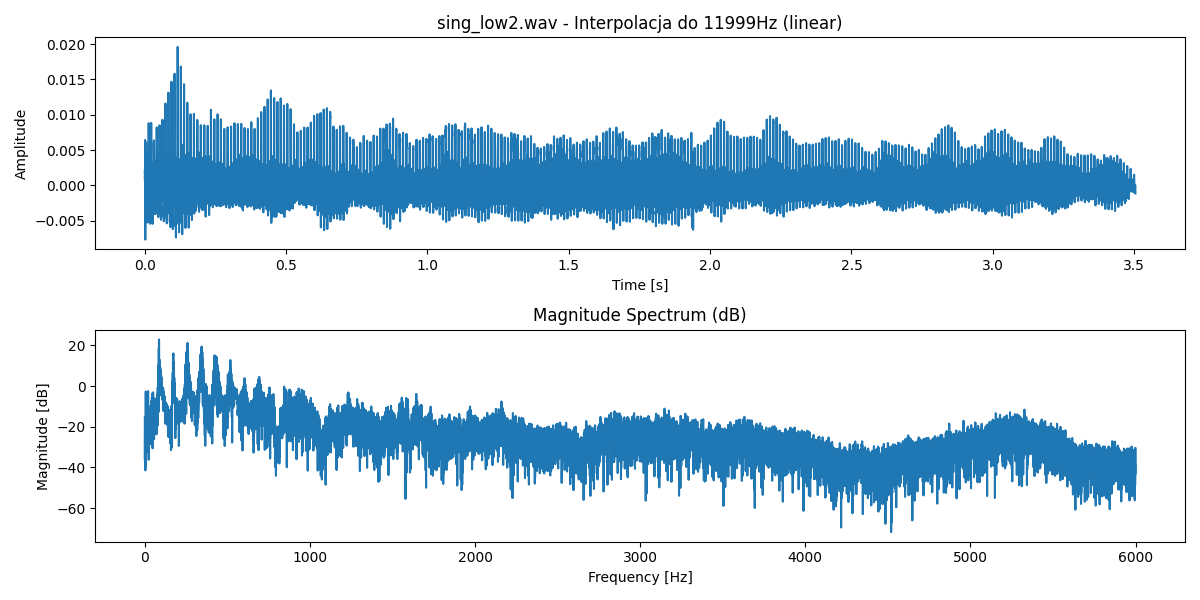 sing_low2.wav - Interpolacja do 11999Hz (linear)
0.020
0.015
0.010
0.005
0.000
−0.005
Amplitude
0.0 0.5 1.0 1.5 2.0 2.5 3.0 3.5
Time [s]
Magnitude Spectrum (dB)
20
0
−20
−40
−60
Magnitude [dB]
0 1000 2000 3000 4000 5000 6000
Frequency [Hz]